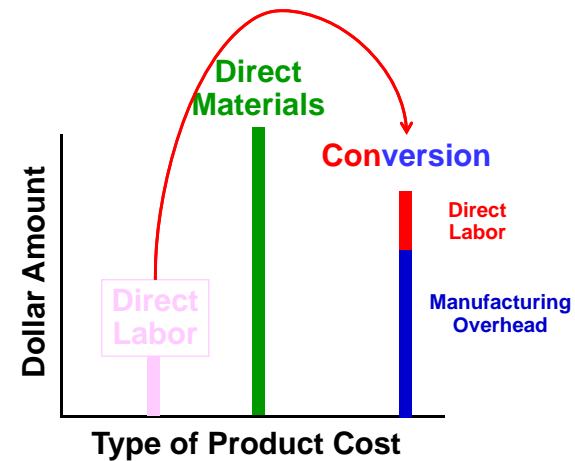 Direct
Materials
Conversion
Direct
Labor
Manufacturing
Overhead
Direct
Labor
Dollar Amount
Type of Product Cost